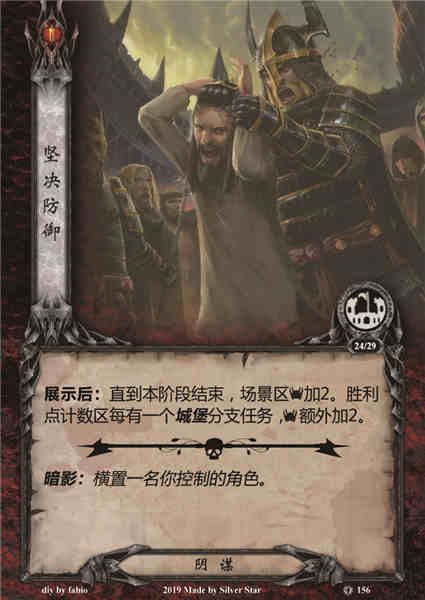 坚决防御
24/29
展示后：直到本阶段结束，场景区加2。胜利
点计数区每有一个城堡分支任务，额外加2。
暗影：横置一名你控制的角色。
阴谋
diy by fabio 2019 Made by Silver Star 156